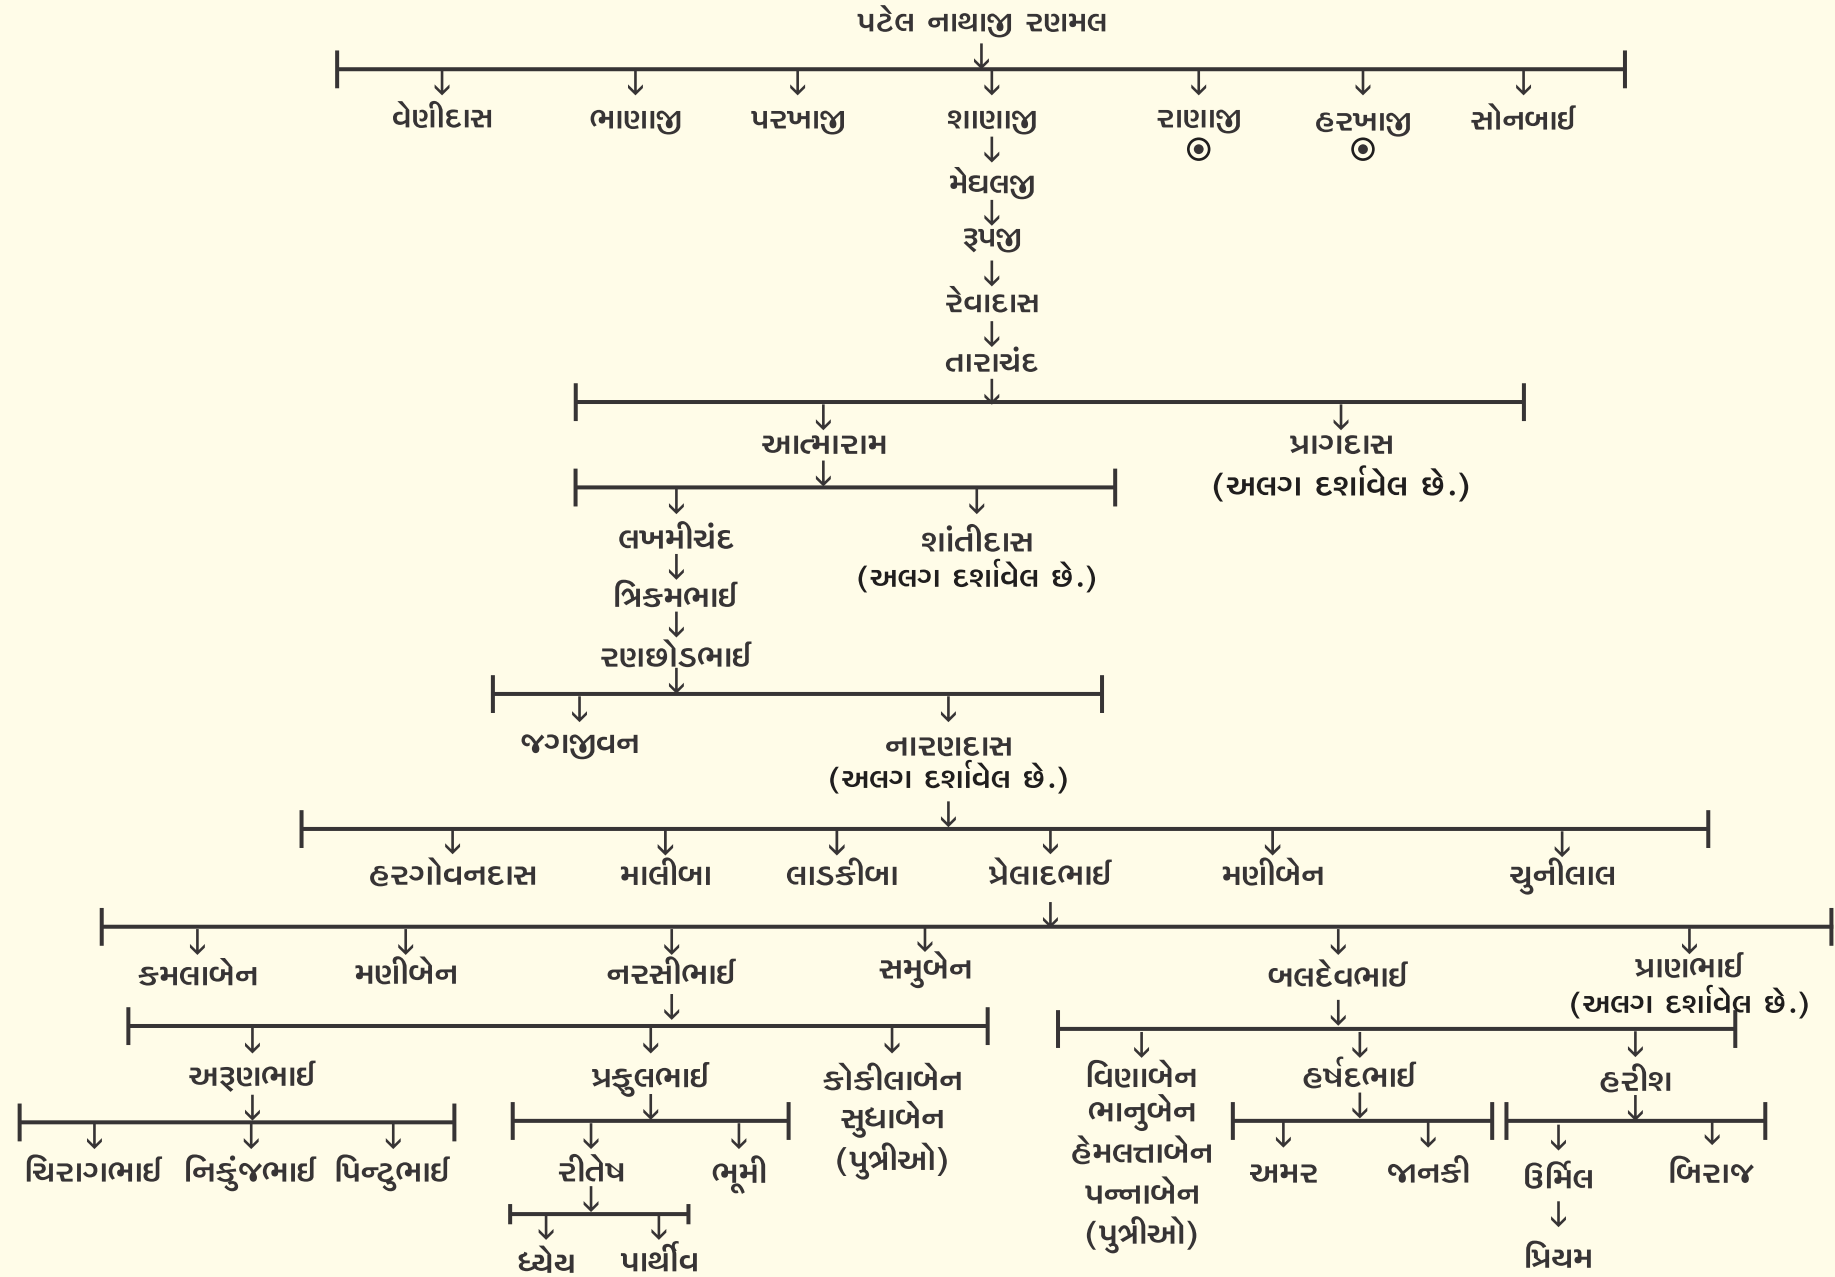 પટેલ નાથાજી રણમલ
વેણીદાસ ભાણાજી પરખાજી શાણાજી રાણાજી હરખાજી સોનબાઈ
મેઘલજી
રૂપજી
રેવાદાસ
તારાચંદ
આત્મારામ પ્રાગદાસ
(અલગ દર્શાવેલ છે.)
લખમીચંદ શાંતીદાસ
(અલગ દર્શાવેલ છે.)
ત્રિકમભાઈ
રણછોડભાઈ
જગજીવન નારણદાસ
(અલગ દર્શાવેલ છે.)
હરગોવનદાસ માલીબા લાડકીબા પ્રેલાદભાઈ મણીબેન ચુનીલાલ
કમલાબેન મણીબેન નરસીભાઈ સમુબેન બલદેવભાઈ પ્રાણભાઈ
(અલગ દર્શાવેલ છે.)
અરૂણભાઈ પ્રફુલભાઈ કોકીલાબેન વિણાબેન હર્ષદભાઈ હરીશ
સુધાબેન ભાનુબેન
(પુત્રીઓ) હેમલત્તાબેન
ચિરાગભાઈ નિકુંજભાઈ પિન્ટુભાઈ રીતેષ ભૂમી અમર જાનકી ઉર્મિલ બિરાજ
પન્નાબેન
(પુત્રીઓ)
ધ્યેય પાર્થીવ પ્રિયમ